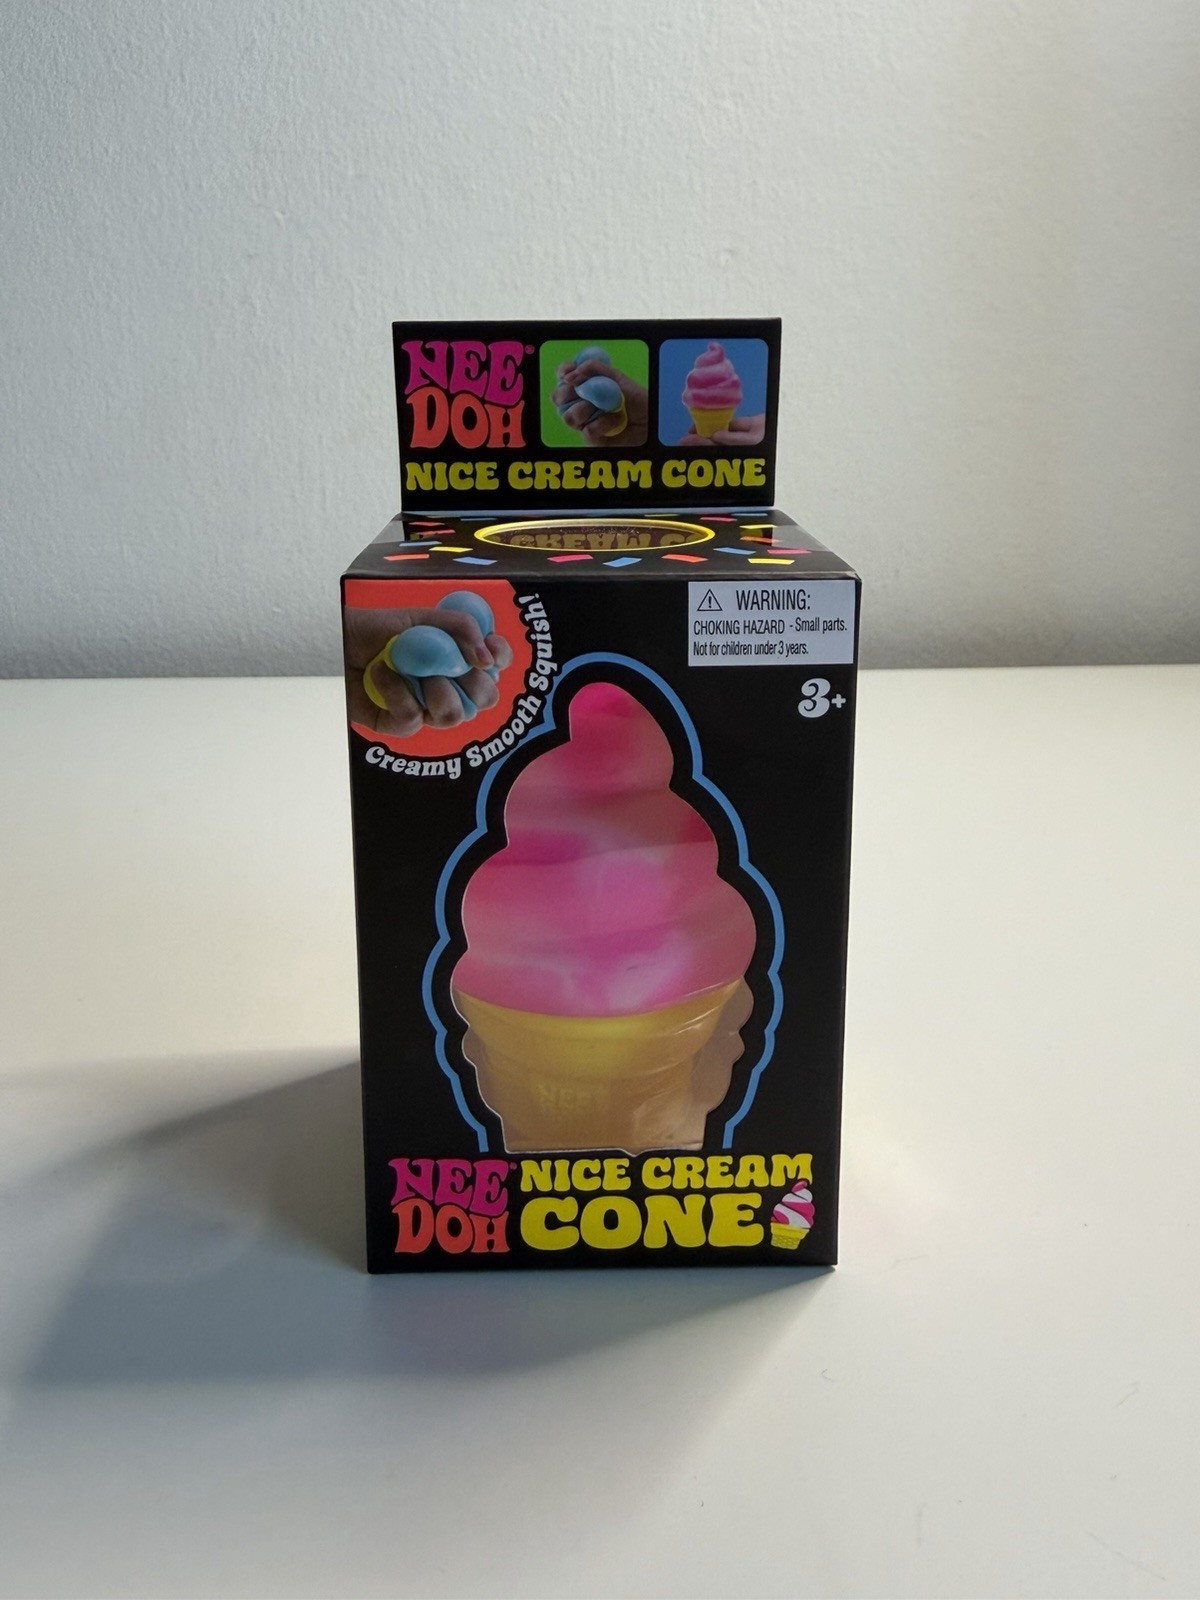 NEE
DOH®
NICE CREAM CONE
Creamy Smooth Squish!
WARNING:
CHOKING HAZARD - Small parts.
Not for children under 3 years.
3+
NEE
DOH®
NICE CREAM
CONE